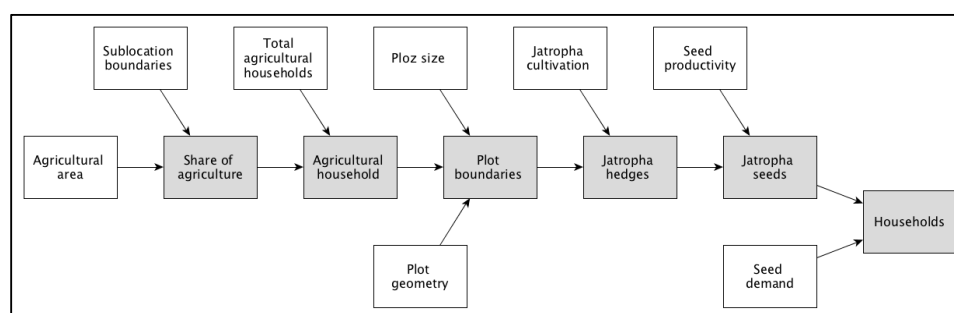 Sublocation
boundaries
Total
agricultural
households
Ploz size
Jatropha
cultivation
Seed
productivity
Agricultural
area
Share of
agriculture
Agricultural
household
Plot
boundaries
Jatropha
hedges
Jatropha
seeds
Households
Plot
geometry
Seed
demand